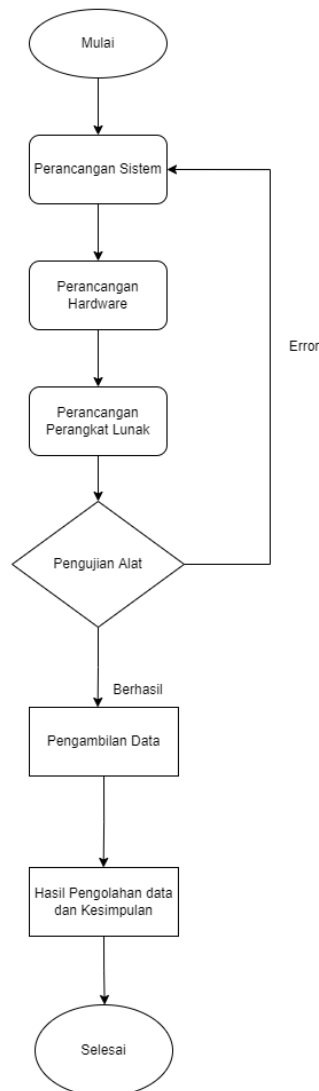 Mulai
Perancangan Sistem
Perancangan
Hardware
Error
Perancangan
Perangkat Lunak
Pengujian Alat
Berhasil
Pengambilan Data
Hasil Pengolahan data
dan Kesimpulan
Selesai